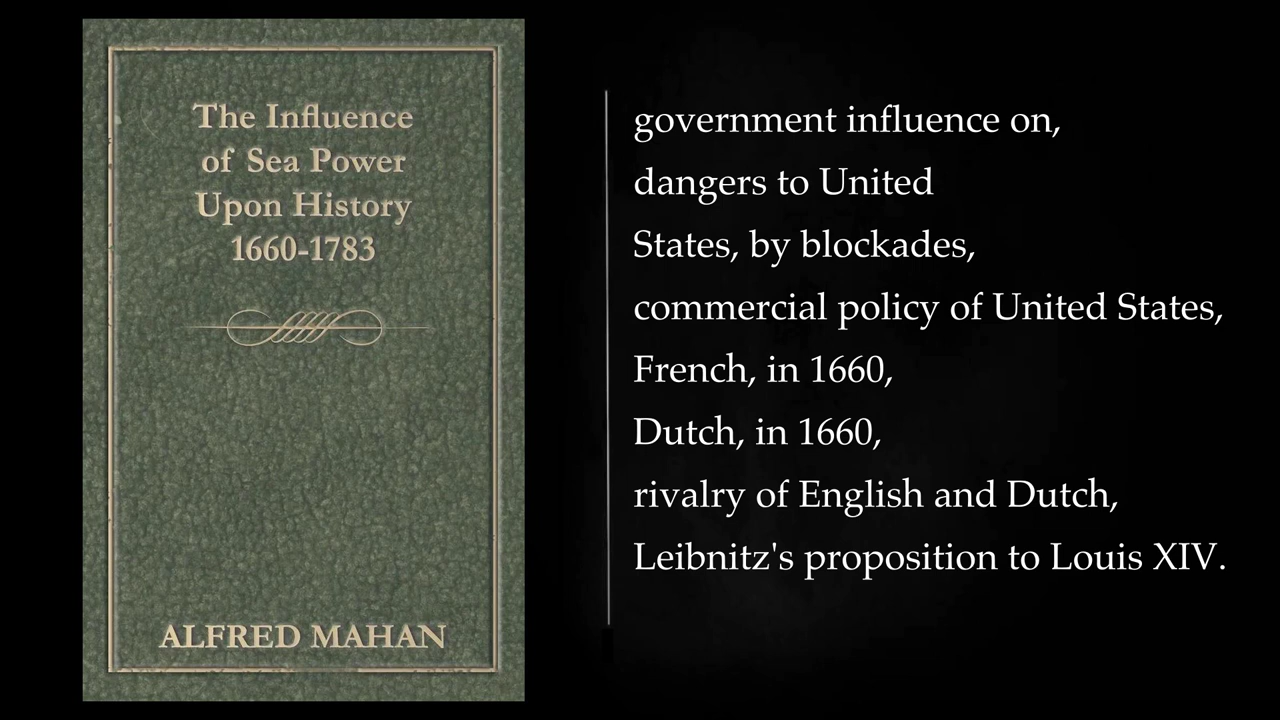 The Influence
of Sea Power
Upon History
1660-1783
ALFRED MAHAN
government influence on,
dangers to United
States, by blockades,
commercial policy of United States,
French, in 1660,
Dutch, in 1660,
rivalry of English and Dutch,
Leibnitz's proposition to Louis XIV.